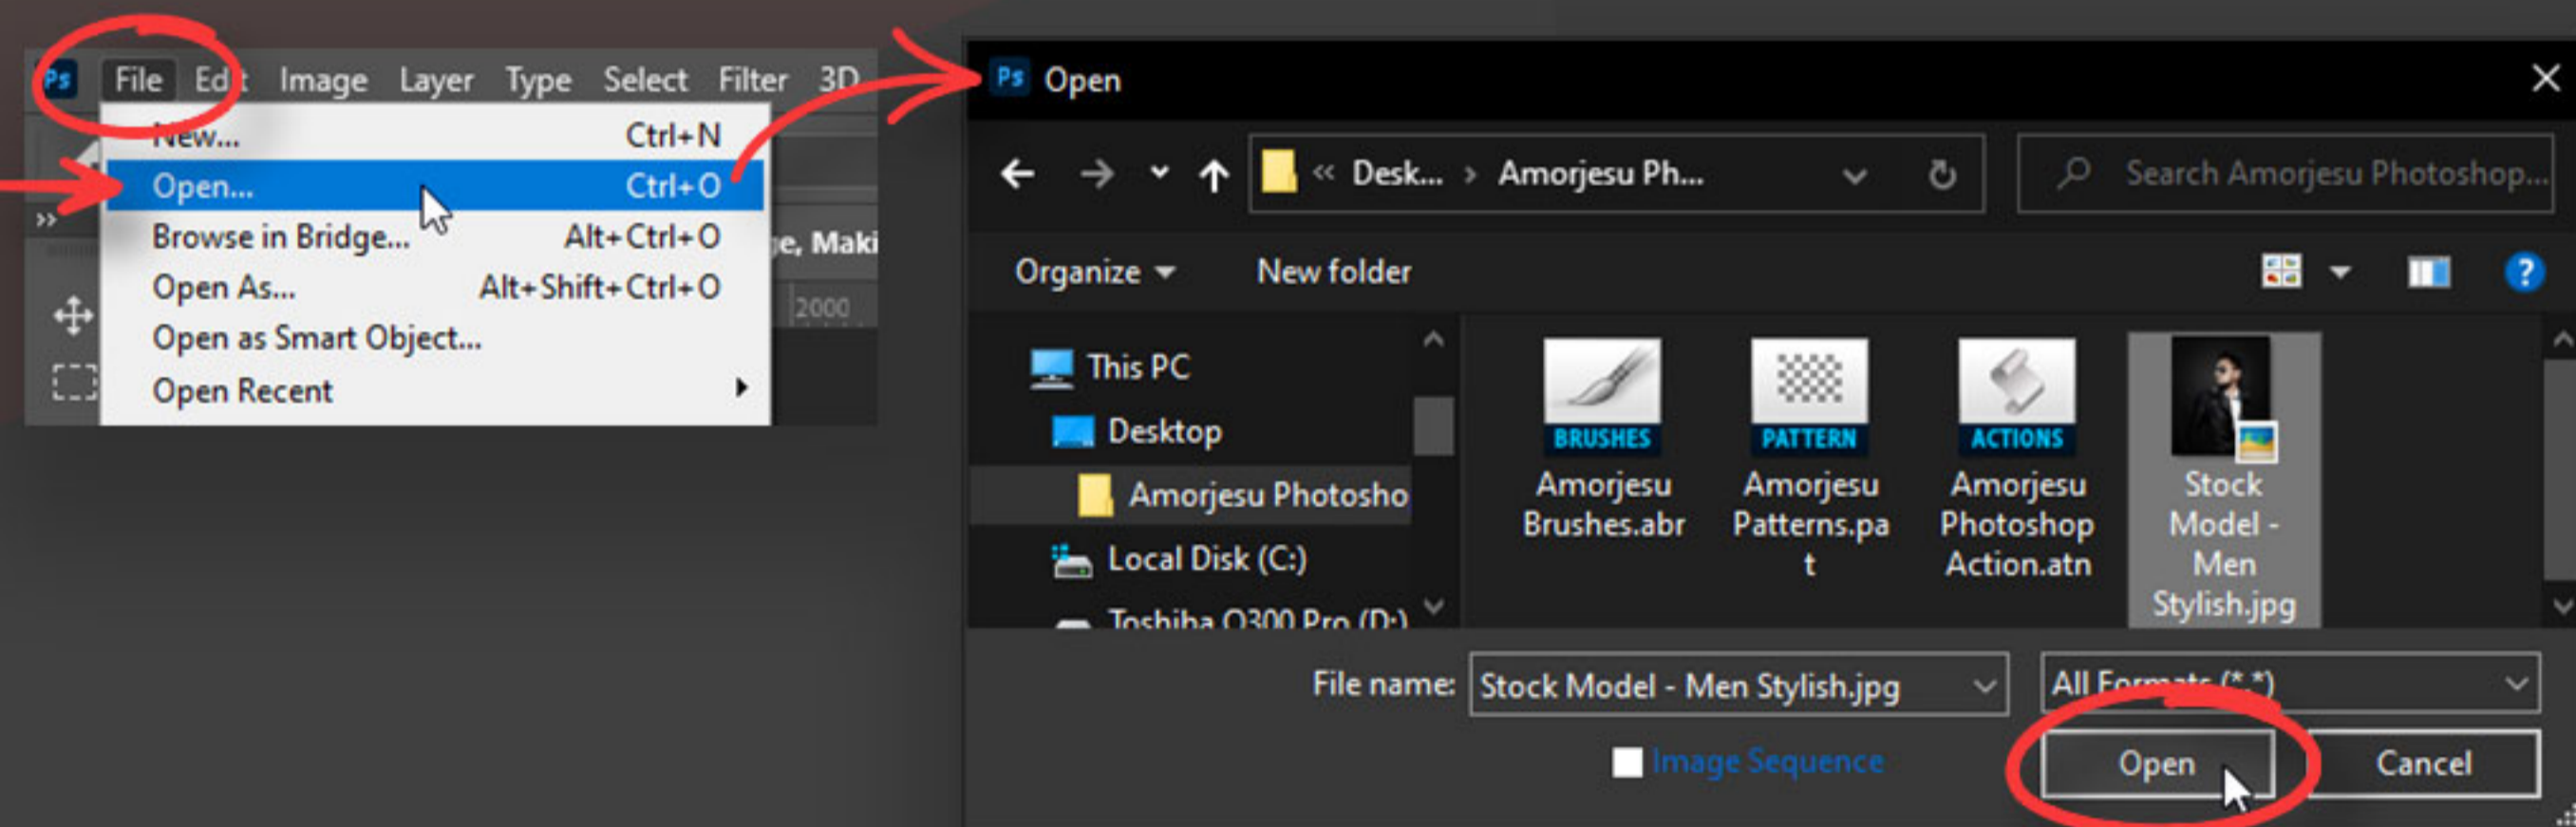 Ps File Edit Image Layer Type Select Filter 3D
New... Ctrl+N
Open... Ctrl+O
Browse in Bridge... Alt+Ctrl+O
Open As... Alt+Shift+Ctrl+O
Open as Smart Object...
Open Recent
ge, Maki
2000
Ps Open
« Desk... › Amorjesu Ph...
Search Amorjesu Photoshop...
Organize New folder
?
This PC
Desktop
Amorjesu Photosho
Local Disk (C:)
Toshiba Q300 Pro (D:)
BRUSHES
Amorjesu
Brushes.abr
PATTERN
Amorjesu
Patterns.pa
t
ACTIONS
Amorjesu
Photoshop
Action.atn
Stock
Model -
Men
Stylish.jpg
File name: Stock Model - Men Stylish.jpg
All Formats (*.*)
Image Sequence
Open Cancel